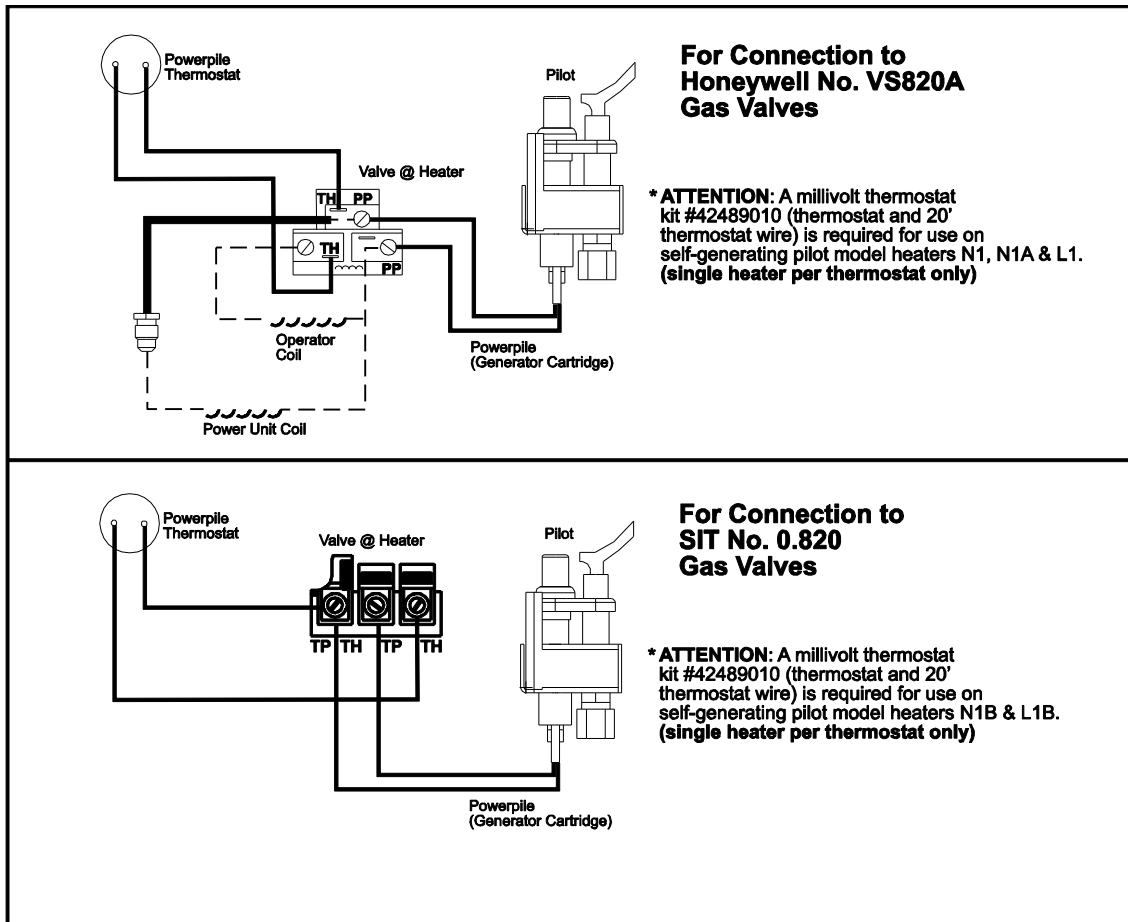 Powerpile
Thermostat
Pilot
For Connection to
Honeywell No. VS820A
Gas Valves
Valve @ Heater
TH PP
TH
PP
* ATTENTION: A millivolt thermostat
kit #42489010 (thermostat and 20'
thermostat wire) is required for use on
self-generating pilot model heaters N1, N1A & L1.
(single heater per thermostat only)
Operator
Coil
Powerpile
(Generator Cartridge)
Power Unit Coil
Powerpile
Thermostat
Valve @ Heater
Pilot
For Connection to
SIT No. 0.820
Gas Valves
TP TH TP TH
* ATTENTION: A millivolt thermostat
kit #42489010 (thermostat and 20'
thermostat wire) is required for use on
self-generating pilot model heaters N1B & L1B.
(single heater per thermostat only)
Powerpile
(Generator Cartridge)